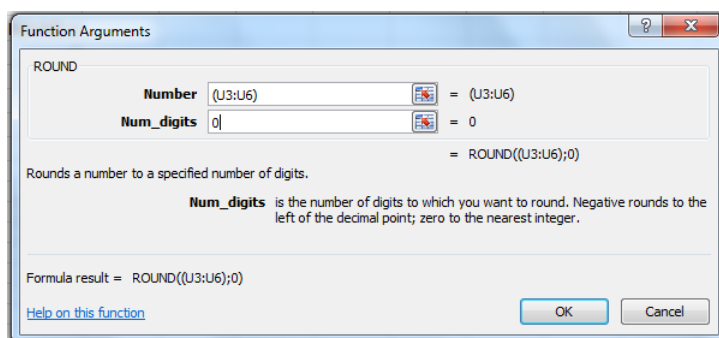 Function Arguments
ROUND
Number (U3:U6) = (U3:U6)
Num_digits 0 = 0
= ROUND((U3:U6);0)
Rounds a number to a specified number of digits.
Num_digits is the number of digits to which you want to round. Negative rounds to the
left of the decimal point; zero to the nearest integer.
Formula result = ROUND((U3:U6);0)
Help on this function OK Cancel